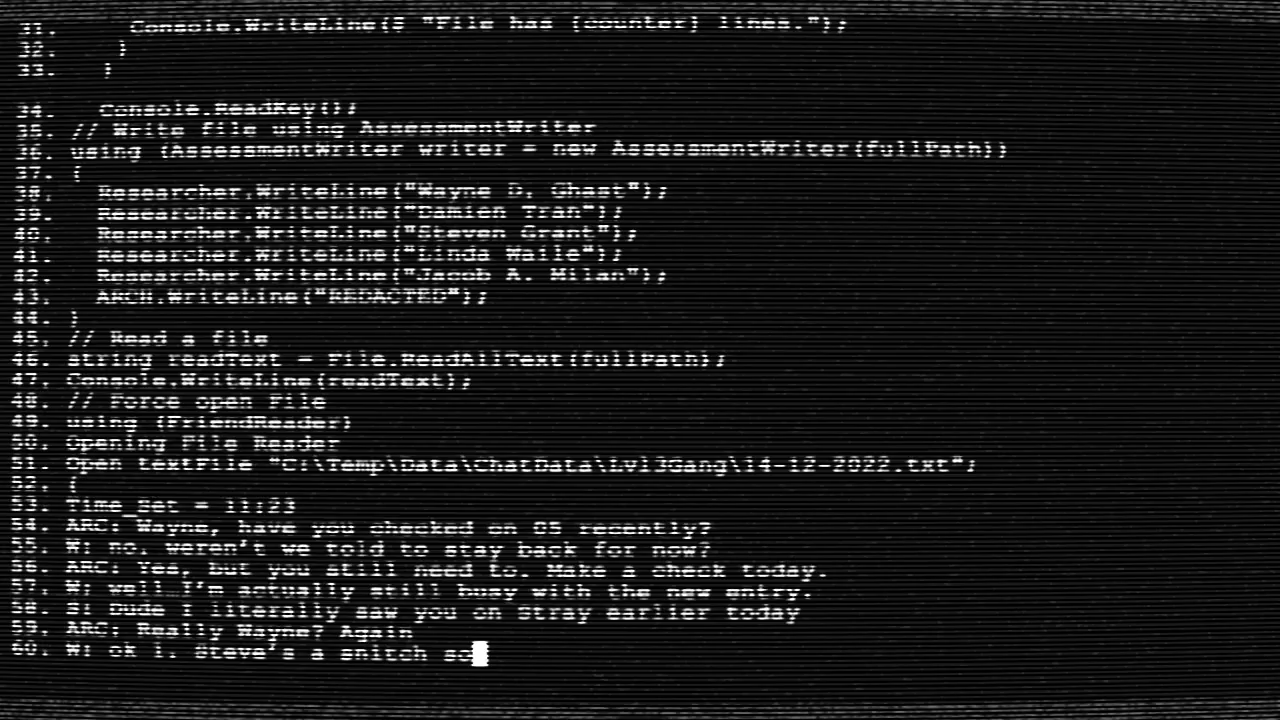 31. Console.WriteLine($ "File has {counter} lines.");
32. }
33. }
34. Console.ReadKey();
35. // Write file using AssessmentWriter
36. using (AssessmentWriter writer = new AssessmentWriter(fullPath))
37. {
38. Researcher.WriteLine("Wayne D. Ghast");
39. Researcher.WriteLine("Damien Tran");
40. Researcher.WriteLine("Steven Grant");
41. Researcher.WriteLine("Linda Waile");
42. Researcher.WriteLine("Jacob A. Milan");
43. ARCH.WriteLine("REDACTED");
44. }
45. // Read a file
46. string readText = File.ReadAllText(fullPath);
47. Console.WriteLine(readText);
48. // Force open File
49. using (FriendReader)
50. Opening File Reader
51. Open textFile "C:\Temp\Data\ChatData\Lvl3Gang\14-12-2022.txt";
52. {
53. Time_Set = 11:23
54. ARC: Wayne, have you checked on 05 recently?
55. W: no. weren't we told to stay back for now?
56. ARC: Yes, but you still need to. Make a check today.
57. W: well I'm actually still busy with the new entry.
58. S: Dude I literally saw you on Stray earlier today
59. ARC: Really Wayne? Again
60. W: ok 1. Steve's a snitch so